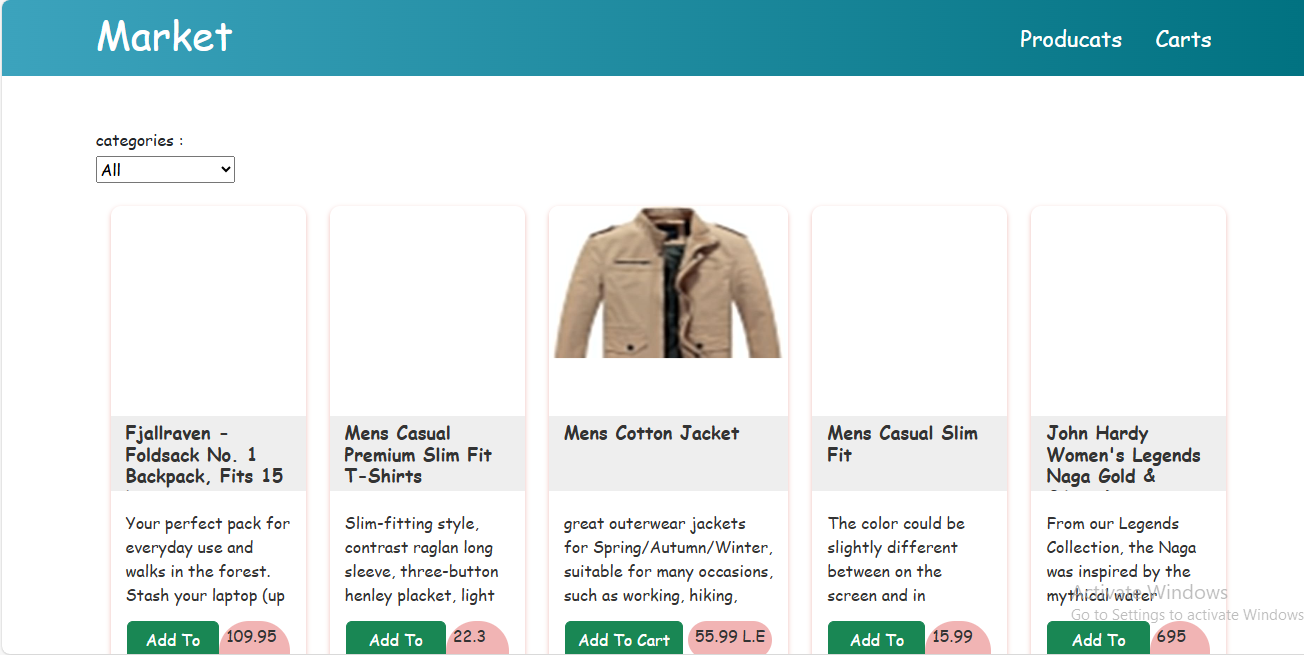 Market
Producats Carts
categories :
All
Fjallraven -
Foldsack No. 1
Backpack, Fits 15
Mens Casual
Premium Slim Fit
T-Shirts
Mens Cotton Jacket
Mens Casual Slim
Fit
John Hardy
Women's Legends
Naga Gold &
Your perfect pack for
everyday use and
walks in the forest.
Stash your laptop (up
Slim-fitting style,
contrast raglan long
sleeve, three-button
henley placket, light
great outerwear jackets
for Spring/Autumn/Winter,
suitable for many occasions,
such as working, hiking,
The color could be
slightly different
between on the
screen and in
From our Legends
Collection, the Naga
was inspired by the
mythical water
Add To 109.95
Add To 22.3
Add To Cart 55.99 L.E
Add To 15.99
Add To 695
Activate Windows
Go to Settings to activate Windows